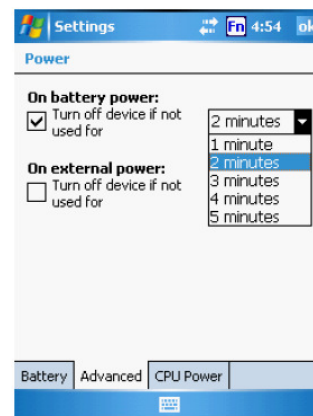 Settings Fn 4:54 ok
Power
On battery power:
Turn off device if not used for
2 minutes
1 minute
2 minutes
3 minutes
4 minutes
5 minutes
On external power:
Turn off device if not used for
Battery Advanced CPU Power